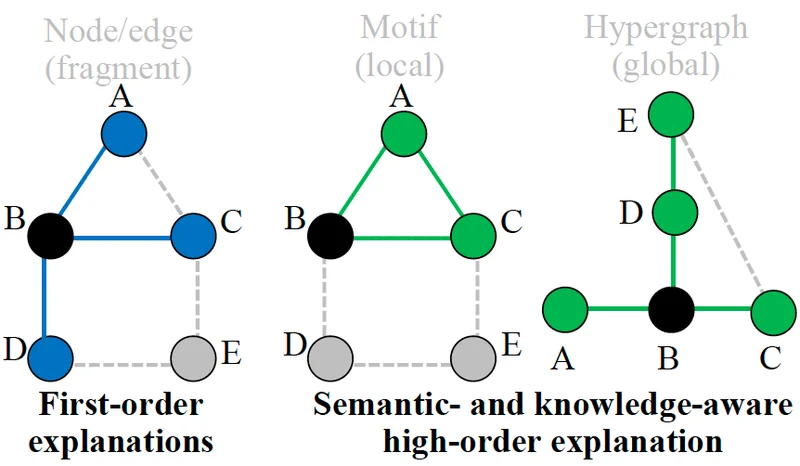 Node/edge
(fragment)
A
B
C
D
E
First-order
explanations
Motif
(local)
A
B
C
D
E
Hypergraph
(global)
E
D
A
B
C
Semantic- and knowledge-aware
high-order explanation